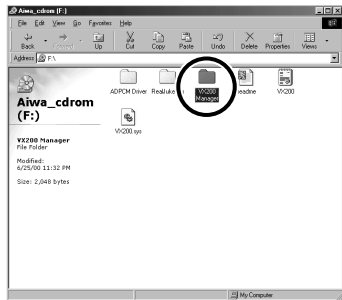 Aiwa_cdrom (F:)
File Edit View Go Favorites Help
Back Forward Up Cut Copy Paste Undo Delete Properties Views
Address F:\
Aiwa_cdrom
(F:)
VX200 Manager
File Folder
Modified:
6/25/00 11:32 PM
Size: 2,048 bytes
ADPCM Driver RealJuke VX200
Manager readme VX200
VX200.sys
My Computer